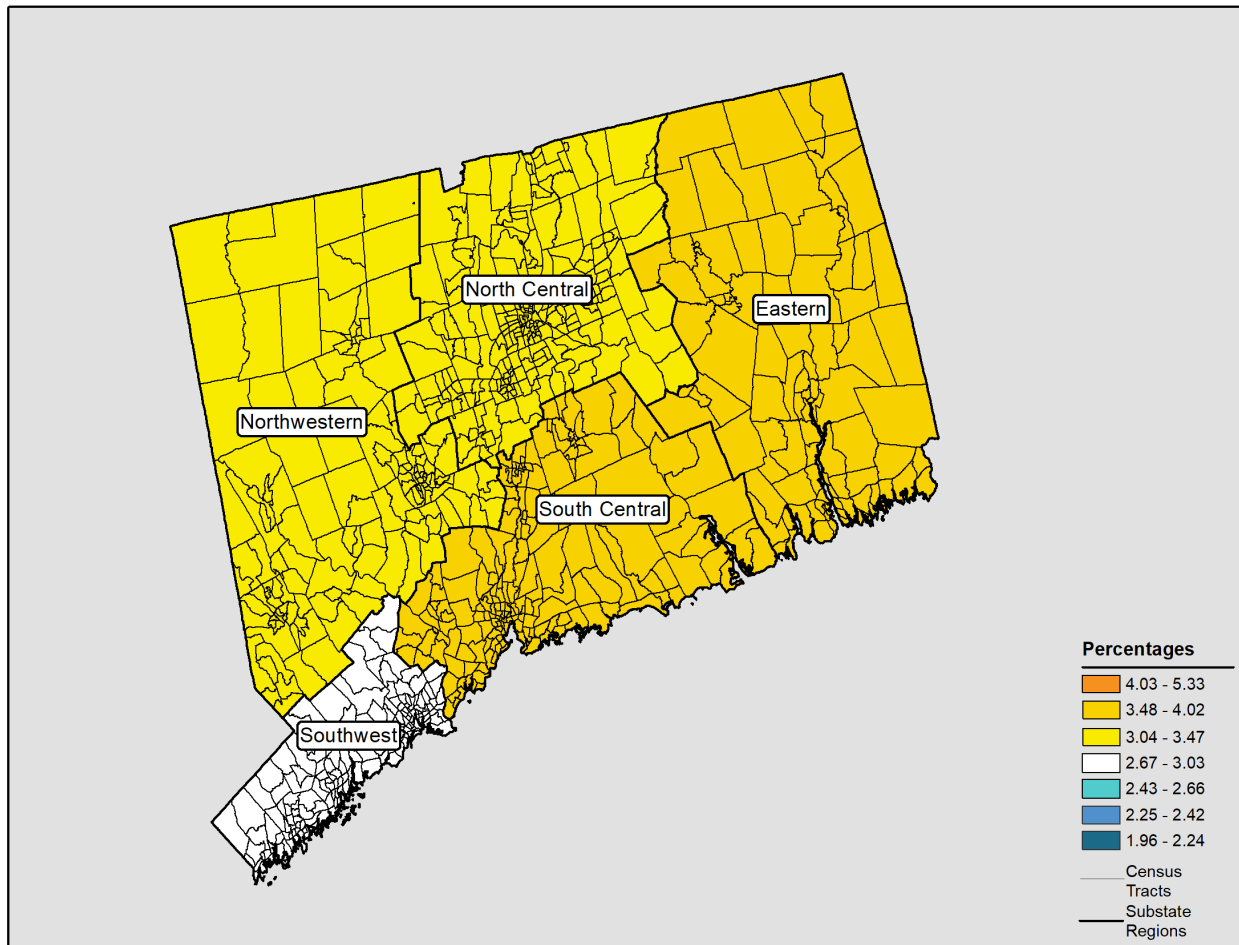 North Central
Eastern
Northwestern
South Central
Southwest
Percentages
4.03 - 5.33
3.48 - 4.02
3.04 - 3.47
2.67 - 3.03
2.43 - 2.66
2.25 - 2.42
1.96 - 2.24
Census
Tracts
Substate
Regions